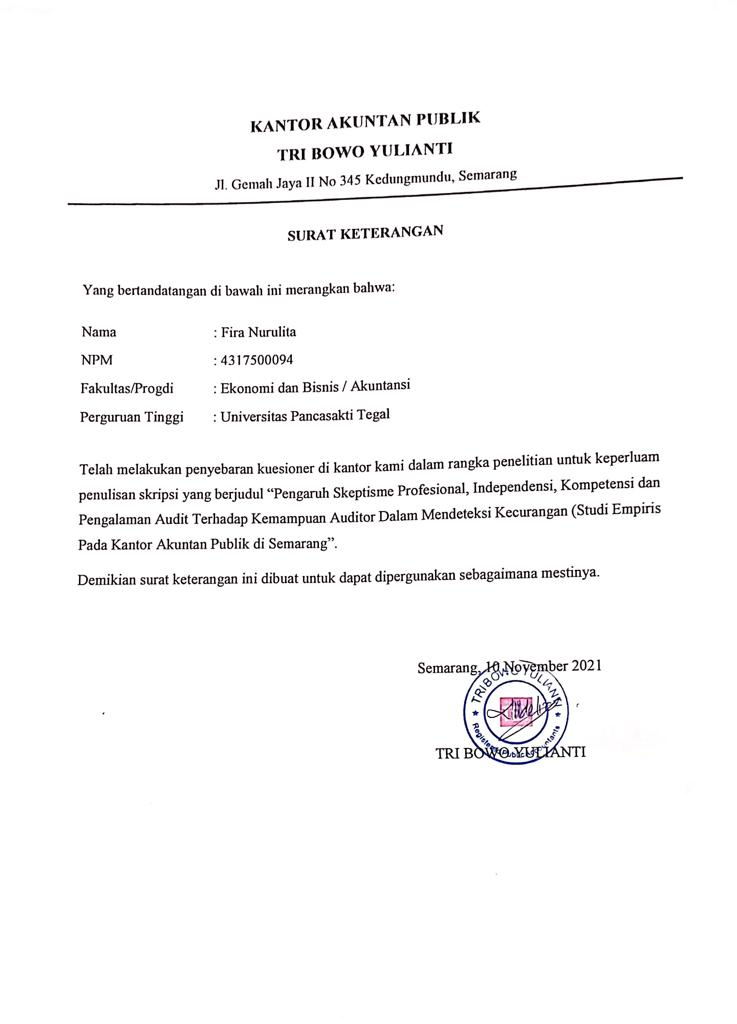 KANTOR AKUNTAN PUBLIK
TRI BOWO YULIANTI
Jl. Gemah Jaya II No 345 Kedungmundu, Semarang
SURAT KETERANGAN
Yang bertandatangan di bawah ini merangkan bahwa:
Nama : Fira Nurulita
NPM : 4317500094
Fakultas/Progdi : Ekonomi dan Bisnis / Akuntansi
Perguruan Tinggi : Universitas Pancasakti Tegal
Telah melakukan penyebaran kuesioner di kantor kami dalam rangka penelitian untuk keperluam
penulisan skripsi yang berjudul “Pengaruh Skeptisme Profesional, Independensi, Kompetensi dan
Pengalaman Audit Terhadap Kemampuan Auditor Dalam Mendeteksi Kecurangan (Studi Empiris
Pada Kantor Akuntan Publik di Semarang”.
Demikian surat keterangan ini dibuat untuk dapat dipergunakan sebagaimana mestinya.
Semarang, 10 November 2021
TRIBOWO YULIANTI
Registered Public Accountants
TRI BOWO YULIANTI